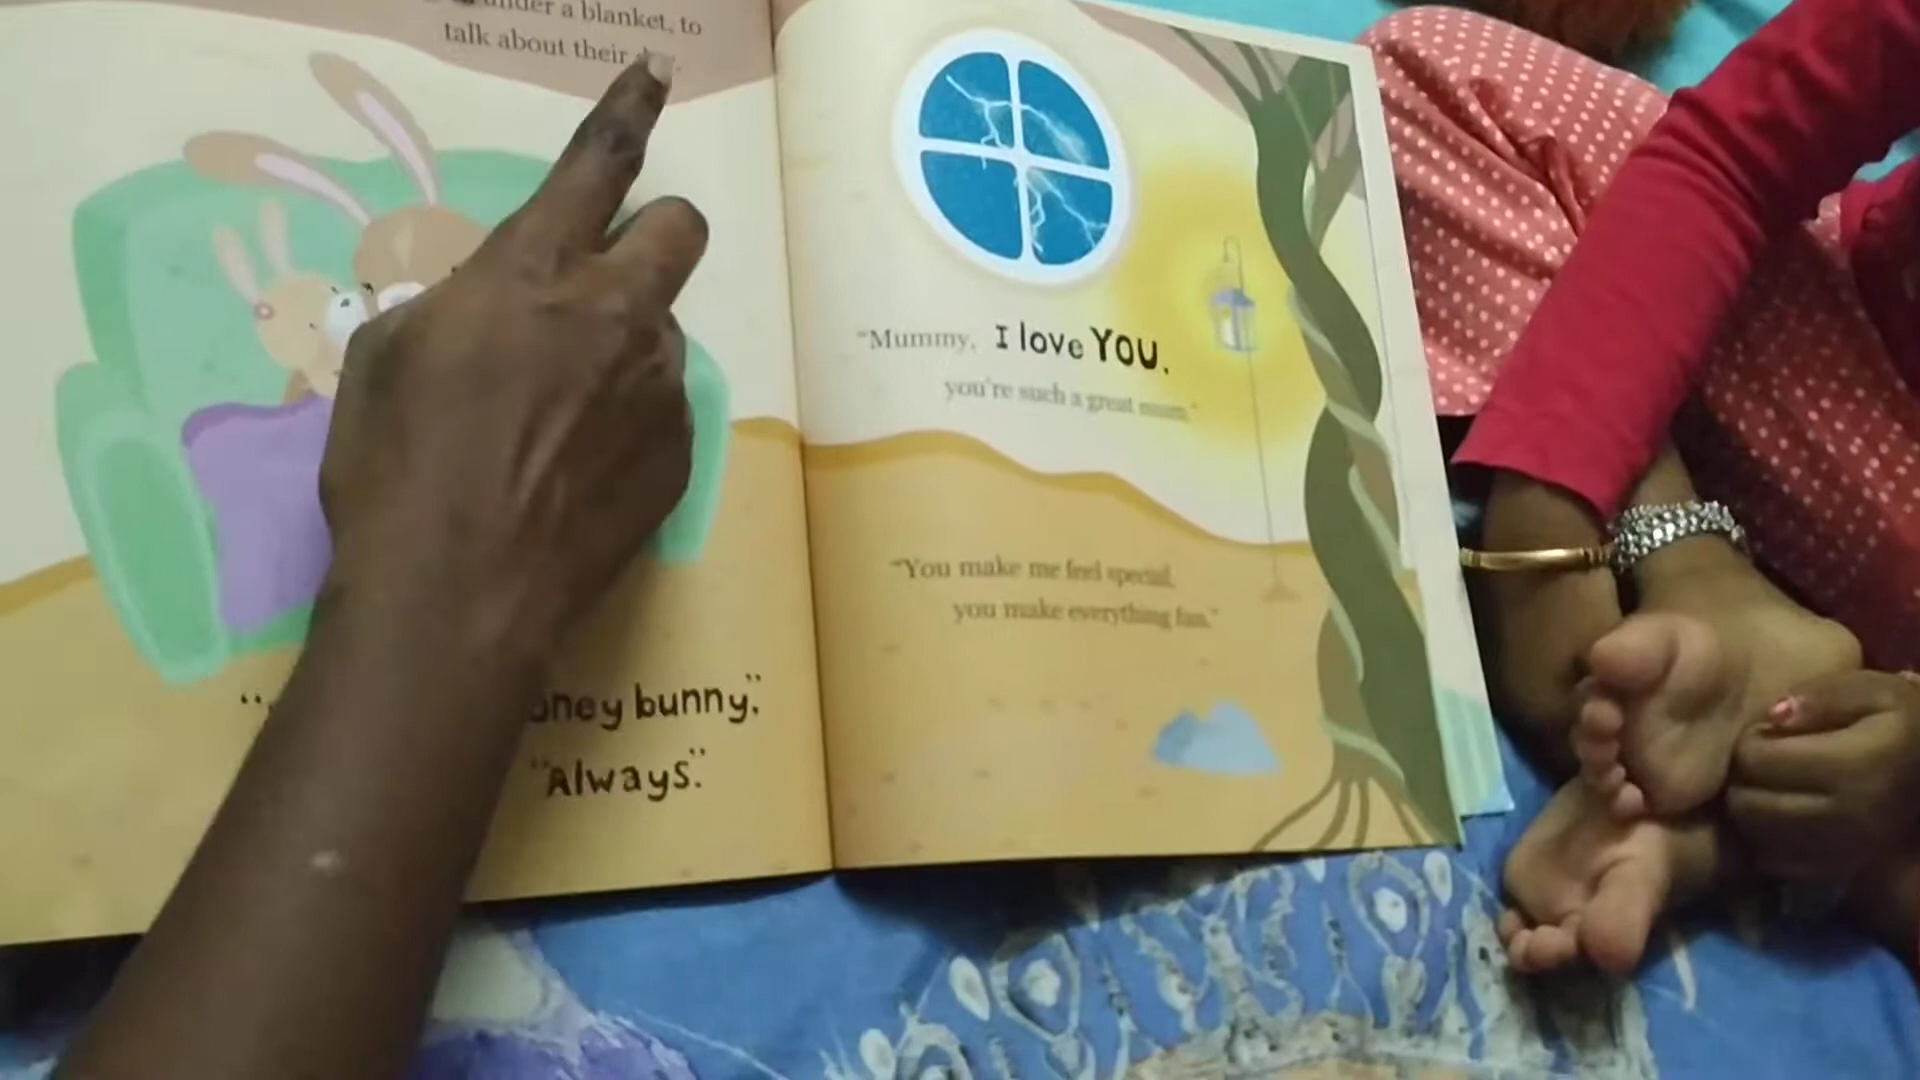 under a blanket, to
talk about their
bunny,"
"Always."
"Mummy, I love YOU,
you're such a great mum."
"You make me feel special,
you make everything fun."